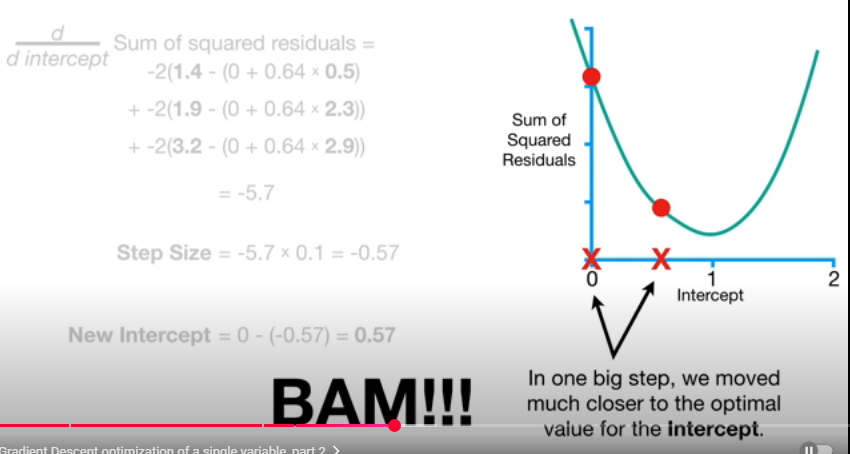 d
d intercept
Sum of squared residuals =
-2(1.4 - (0 + 0.64 × 0.5)
+ -2(1.9 - (0 + 0.64 × 2.3))
+ -2(3.2 - (0 + 0.64 × 2.9))
= -5.7
Step Size = -5.7 × 0.1 = -0.57
New Intercept = 0 - (-0.57) = 0.57
BAM!!!
Sum of
Squared
Residuals
X X
0 1 2
Intercept
In one big step, we moved
much closer to the optimal
value for the Intercept.
Gradient Descent optimization of a single variable, part 2